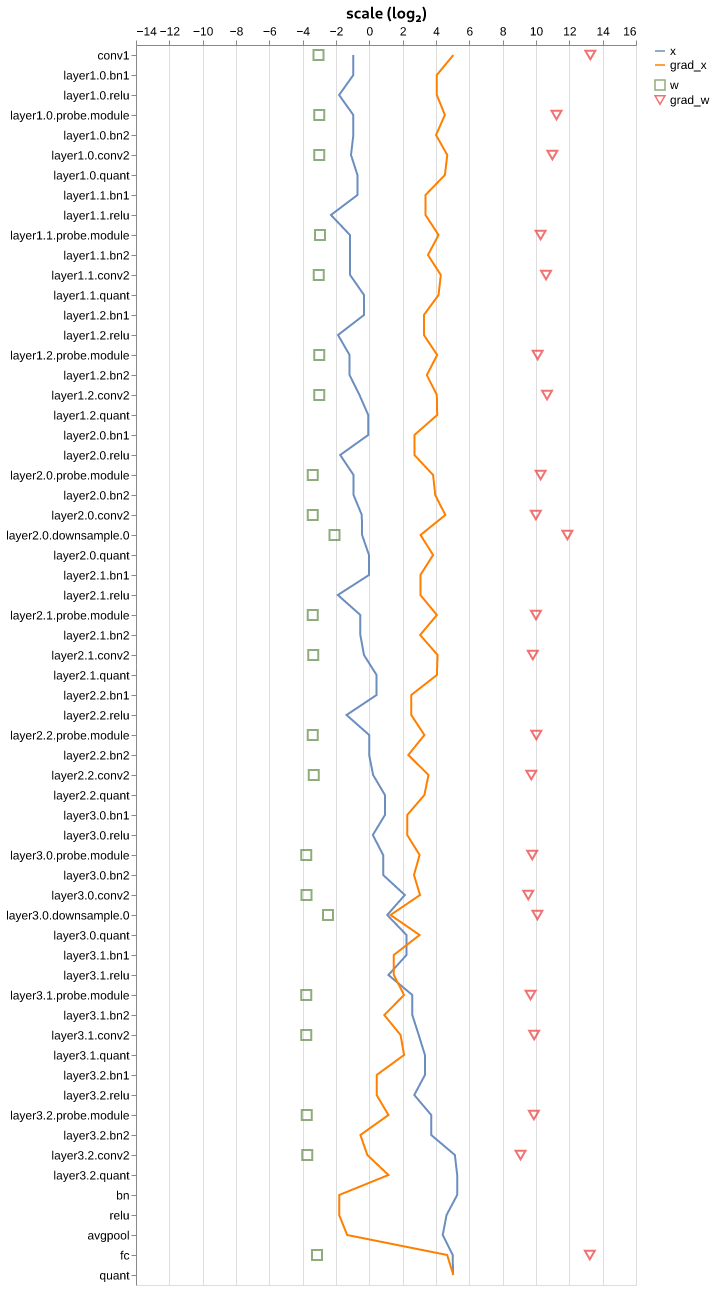 scale (log₂)
−14 −12 −10 −8 −6 −4 −2 0 2 4 6 8 10 12 14 16
x
grad_x
w
grad_w
conv1
layer1.0.bn1
layer1.0.relu
layer1.0.probe.module
layer1.0.bn2
layer1.0.conv2
layer1.0.quant
layer1.1.bn1
layer1.1.relu
layer1.1.probe.module
layer1.1.bn2
layer1.1.conv2
layer1.1.quant
layer1.2.bn1
layer1.2.relu
layer1.2.probe.module
layer1.2.bn2
layer1.2.conv2
layer1.2.quant
layer2.0.bn1
layer2.0.relu
layer2.0.probe.module
layer2.0.bn2
layer2.0.conv2
layer2.0.downsample.0
layer2.0.quant
layer2.1.bn1
layer2.1.relu
layer2.1.probe.module
layer2.1.bn2
layer2.1.conv2
layer2.1.quant
layer2.2.bn1
layer2.2.relu
layer2.2.probe.module
layer2.2.bn2
layer2.2.conv2
layer2.2.quant
layer3.0.bn1
layer3.0.relu
layer3.0.probe.module
layer3.0.bn2
layer3.0.conv2
layer3.0.downsample.0
layer3.0.quant
layer3.1.bn1
layer3.1.relu
layer3.1.probe.module
layer3.1.bn2
layer3.1.conv2
layer3.1.quant
layer3.2.bn1
layer3.2.relu
layer3.2.probe.module
layer3.2.bn2
layer3.2.conv2
layer3.2.quant
bn
relu
avgpool
fc
quant